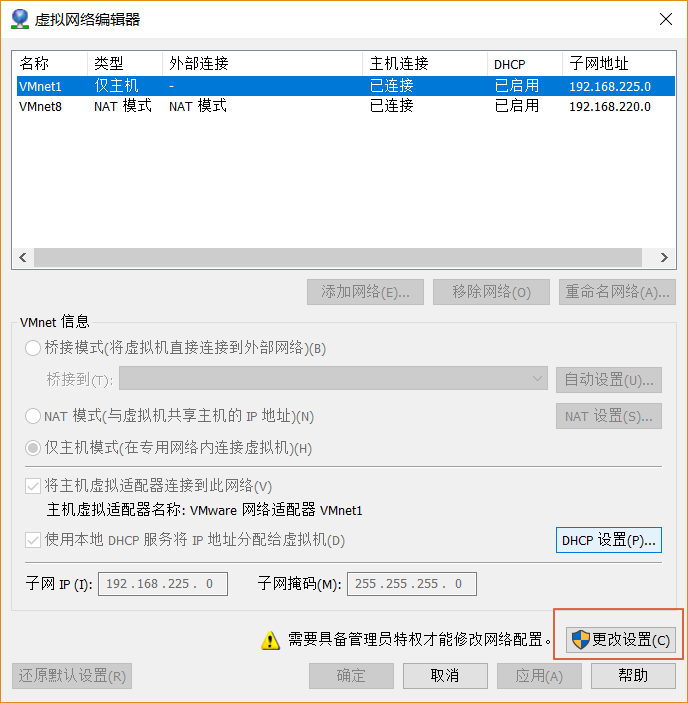 虚拟网络编辑器
名称 类型 外部连接 主机连接 DHCP 子网地址
VMnet1 仅主机 - 已连接 已启用 192.168.225.0
VMnet8 NAT 模式 NAT 模式 已连接 已启用 192.168.220.0
添加网络(E)... 移除网络(O) 重命名网络(A)...
VMnet 信息
桥接模式(将虚拟机直接连接到外部网络)(B)
桥接到(T): 自动设置(U)...
NAT 模式(与虚拟机共享主机的 IP 地址)(N) NAT 设置(S)...
仅主机模式(在专用网络内连接虚拟机)(H)
将主机虚拟适配器连接到此网络(V)
主机虚拟适配器名称: VMware 网络适配器 VMnet1
使用本地 DHCP 服务将 IP 地址分配给虚拟机(D) DHCP 设置(P)...
子网 IP (I): 192 . 168 . 225 . 0 子网掩码(M): 255 . 255 . 255 . 0
需要具备管理员特权才能修改网络配置。 更改设置(C)
还原默认设置(R) 确定 取消 应用(A) 帮助